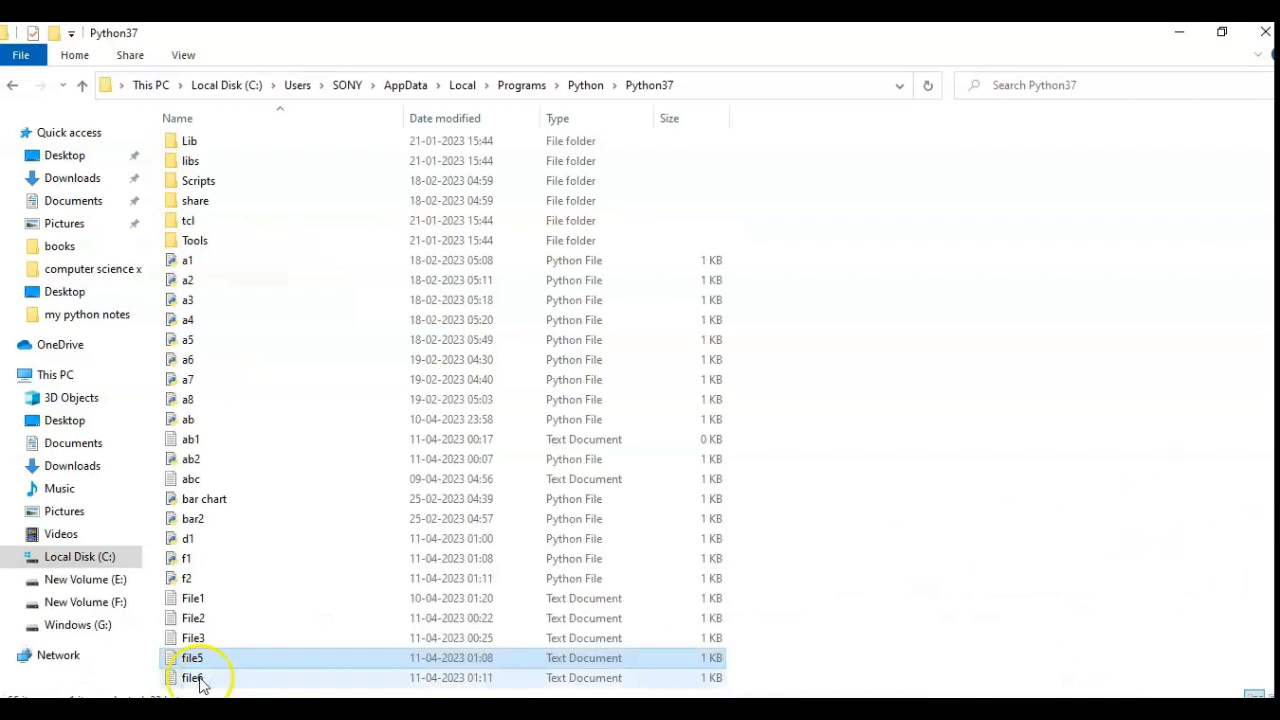 Python37
File Home Share View
This PC Local Disk (C:) Users SONY AppData Local Programs Python Python37 Search Python37
Name Date modified Type Size
Quick access
Desktop
Downloads
Documents
Pictures
books
computer science x
Desktop
my python notes
OneDrive
This PC
3D Objects
Desktop
Documents
Downloads
Music
Pictures
Videos
Local Disk (C:)
New Volume (E:)
New Volume (F:)
Windows (G:)
Network
Lib 21-01-2023 15:44 File folder
libs 21-01-2023 15:44 File folder
Scripts 18-02-2023 04:59 File folder
share 18-02-2023 04:59 File folder
tcl 21-01-2023 15:44 File folder
Tools 21-01-2023 15:44 File folder
a1 18-02-2023 05:08 Python File 1 KB
a2 18-02-2023 05:11 Python File 1 KB
a3 18-02-2023 05:18 Python File 1 KB
a4 18-02-2023 05:20 Python File 1 KB
a5 18-02-2023 05:49 Python File 1 KB
a6 19-02-2023 04:30 Python File 1 KB
a7 19-02-2023 04:40 Python File 1 KB
a8 19-02-2023 05:03 Python File 1 KB
ab 10-04-2023 23:58 Python File 1 KB
ab1 11-04-2023 00:17 Text Document 0 KB
ab2 11-04-2023 00:07 Python File 1 KB
abc 09-04-2023 04:56 Text Document 1 KB
bar chart 25-02-2023 04:39 Python File 1 KB
bar2 25-02-2023 04:57 Python File 1 KB
d1 11-04-2023 01:00 Python File 1 KB
f1 11-04-2023 01:08 Python File 1 KB
f2 11-04-2023 01:11 Python File 1 KB
File1 10-04-2023 01:20 Text Document 1 KB
File2 11-04-2023 00:22 Text Document 1 KB
File3 11-04-2023 00:25 Text Document 1 KB
file5 11-04-2023 01:08 Text Document 1 KB
file6 11-04-2023 01:11 Text Document 1 KB